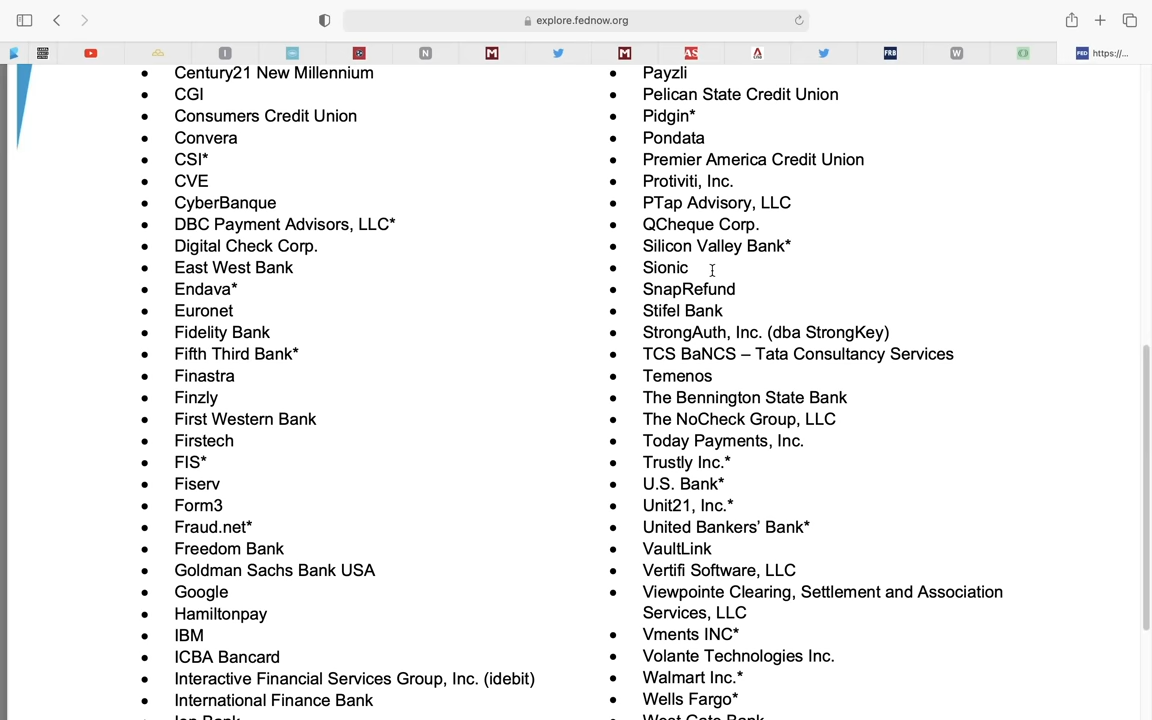 explore.fednow.org
I
N
AS
FRB
W
FED https://...
Century21 New Millennium
CGI
Consumers Credit Union
Convera
CSI*
CVE
CyberBanque
DBC Payment Advisors, LLC*
Digital Check Corp.
East West Bank
Endava*
Euronet
Fidelity Bank
Fifth Third Bank*
Finastra
Finzly
First Western Bank
Firstech
FIS*
Fiserv
Form3
Fraud.net*
Freedom Bank
Goldman Sachs Bank USA
Google
Hamiltonpay
IBM
ICBA Bancard
Interactive Financial Services Group, Inc. (idebit)
International Finance Bank
Payzli
Pelican State Credit Union
Pidgin*
Pondata
Premier America Credit Union
Protiviti, Inc.
PTap Advisory, LLC
QCheque Corp.
Silicon Valley Bank*
Sionic
SnapRefund
Stifel Bank
StrongAuth, Inc. (dba StrongKey)
TCS BaNCS – Tata Consultancy Services
Temenos
The Bennington State Bank
The NoCheck Group, LLC
Today Payments, Inc.
Trustly Inc.*
U.S. Bank*
Unit21, Inc.*
United Bankers' Bank*
VaultLink
Vertifi Software, LLC
Viewpointe Clearing, Settlement and Association
Services, LLC
Vments INC*
Volante Technologies Inc.
Walmart Inc.*
Wells Fargo*
West Gate Bank